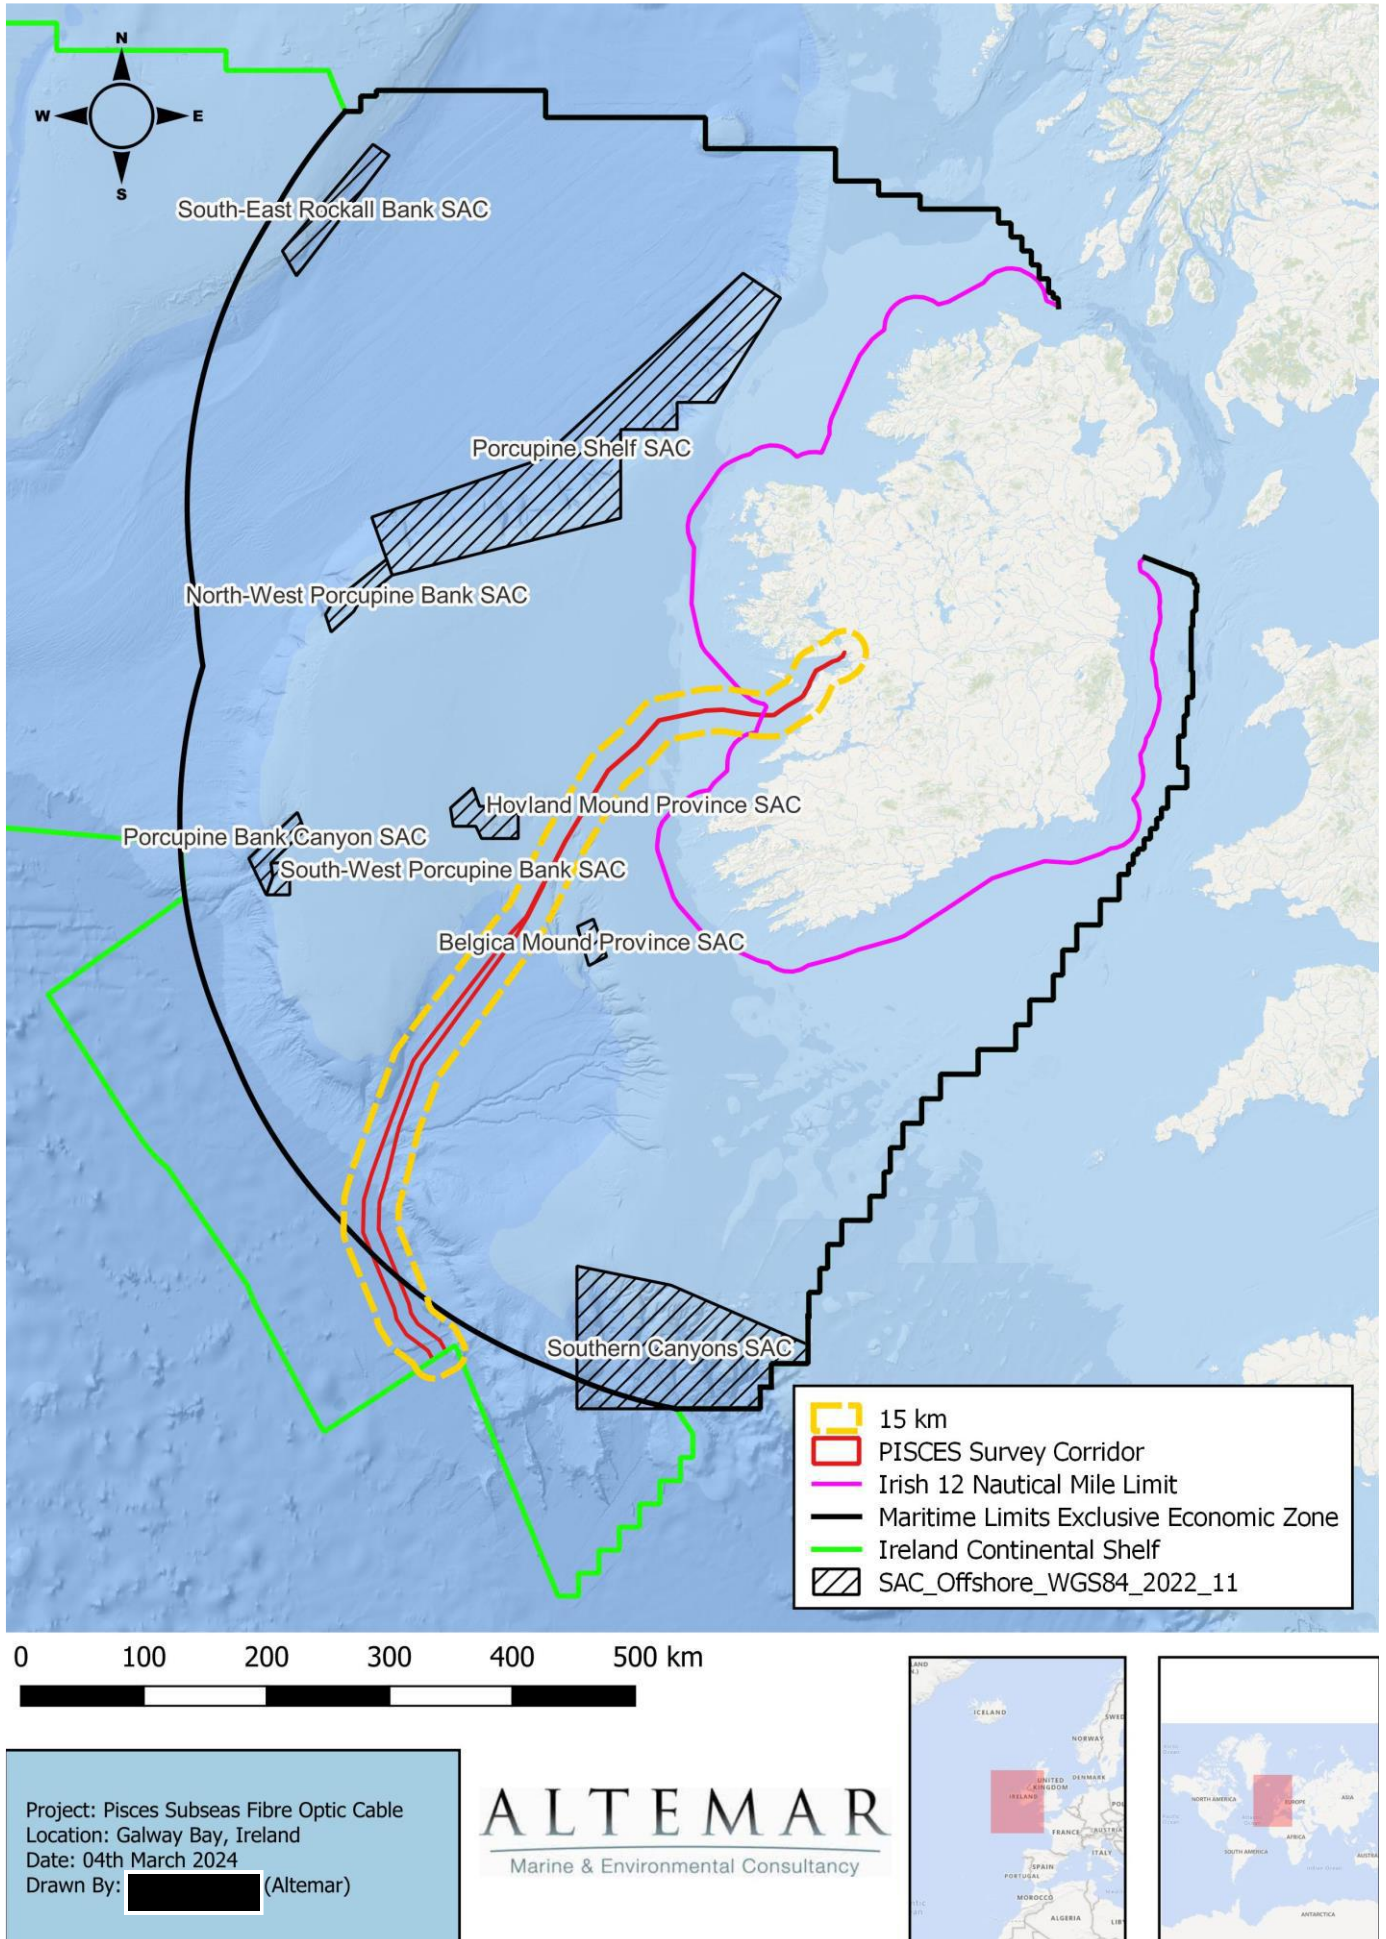 N
W
E
S
South-East Rockall Bank SAC
Porcupine Shelf SAC
North-West Porcupine Bank SAC
Hovland Mound Province SAC
Porcupine Bank Canyon SAC
South-West Porcupine Bank SAC
Belgica Mound Province SAC
Southern Canyons SAC
15 km
PISCES Survey Corridor
Irish 12 Nautical Mile Limit
Maritime Limits Exclusive Economic Zone
Ireland Continental Shelf
SAC_Offshore_WGS84_2022_11
0 100 200 300 400 500 km
Project: Pisces Subseas Fibre Optic Cable
Location: Galway Bay, Ireland
Date: 04th March 2024
Drawn By: (Altemar)
ALTEMAR
Marine & Environmental Consultancy
ICELAND
NORWAY
UNITED
KINGDOM
DENMARK
IRELAND
FRANCE
ITALY
SPAIN
PORTUGAL
MOROCCO
ALGERIA
NORTH AMERICA
EUROPE
ASIA
AFRICA
SOUTH AMERICA
ANTARCTICA